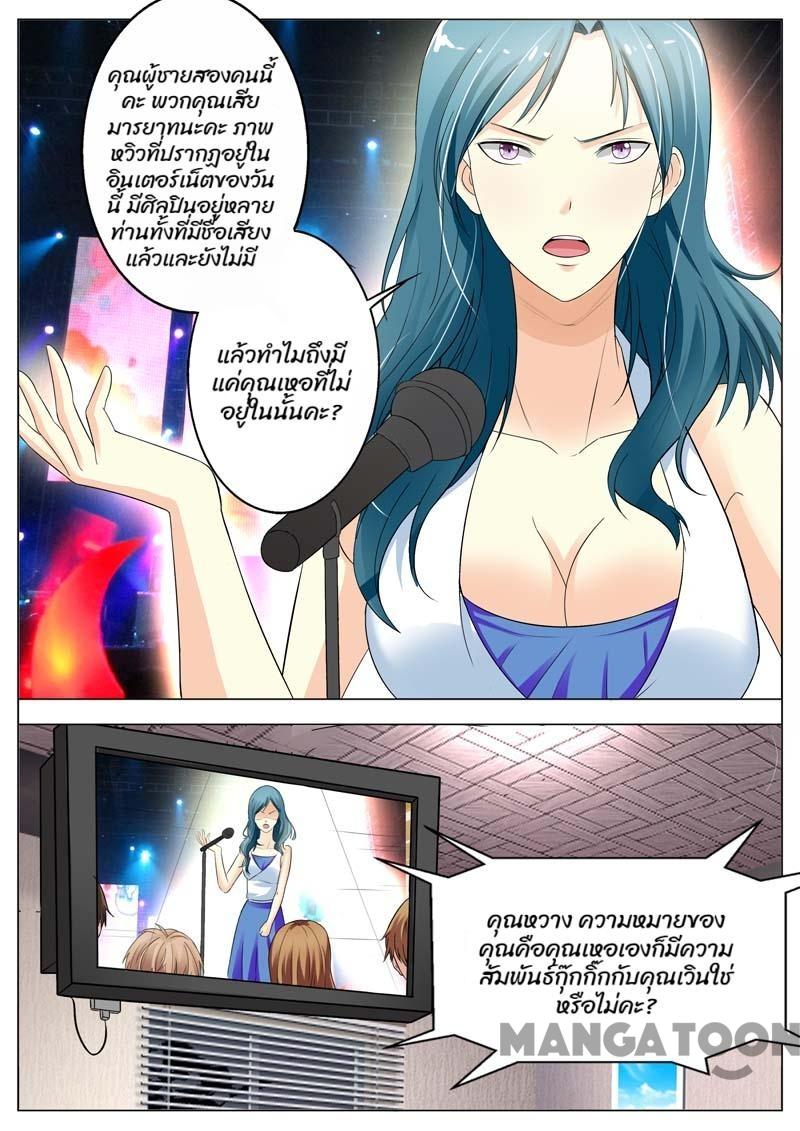 คุณผู้ชายสองคนนี้
คะ พวกคุณเสีย
มารยาทนะคะ ภาพ
หวิวที่ปรากฏอยู่ใน
อินเตอร์เน็ตของวัน
นี้ มีศิลปินอยู่หลาย
ท่านทั้งที่มีชื่อเสียง
แล้วและยังไม่มี
แล้วทำไมถึงมี
แค่คุณเหอที่ไม่
อยู่ในนั้นคะ?
คุณหวาง ความหมายของ
คุณคือคุณเหอเองก็มีความ
สัมพันธ์กุ๊กกิ๊กกับคุณเวินใช่
หรือไม่คะ?
MANGATOON